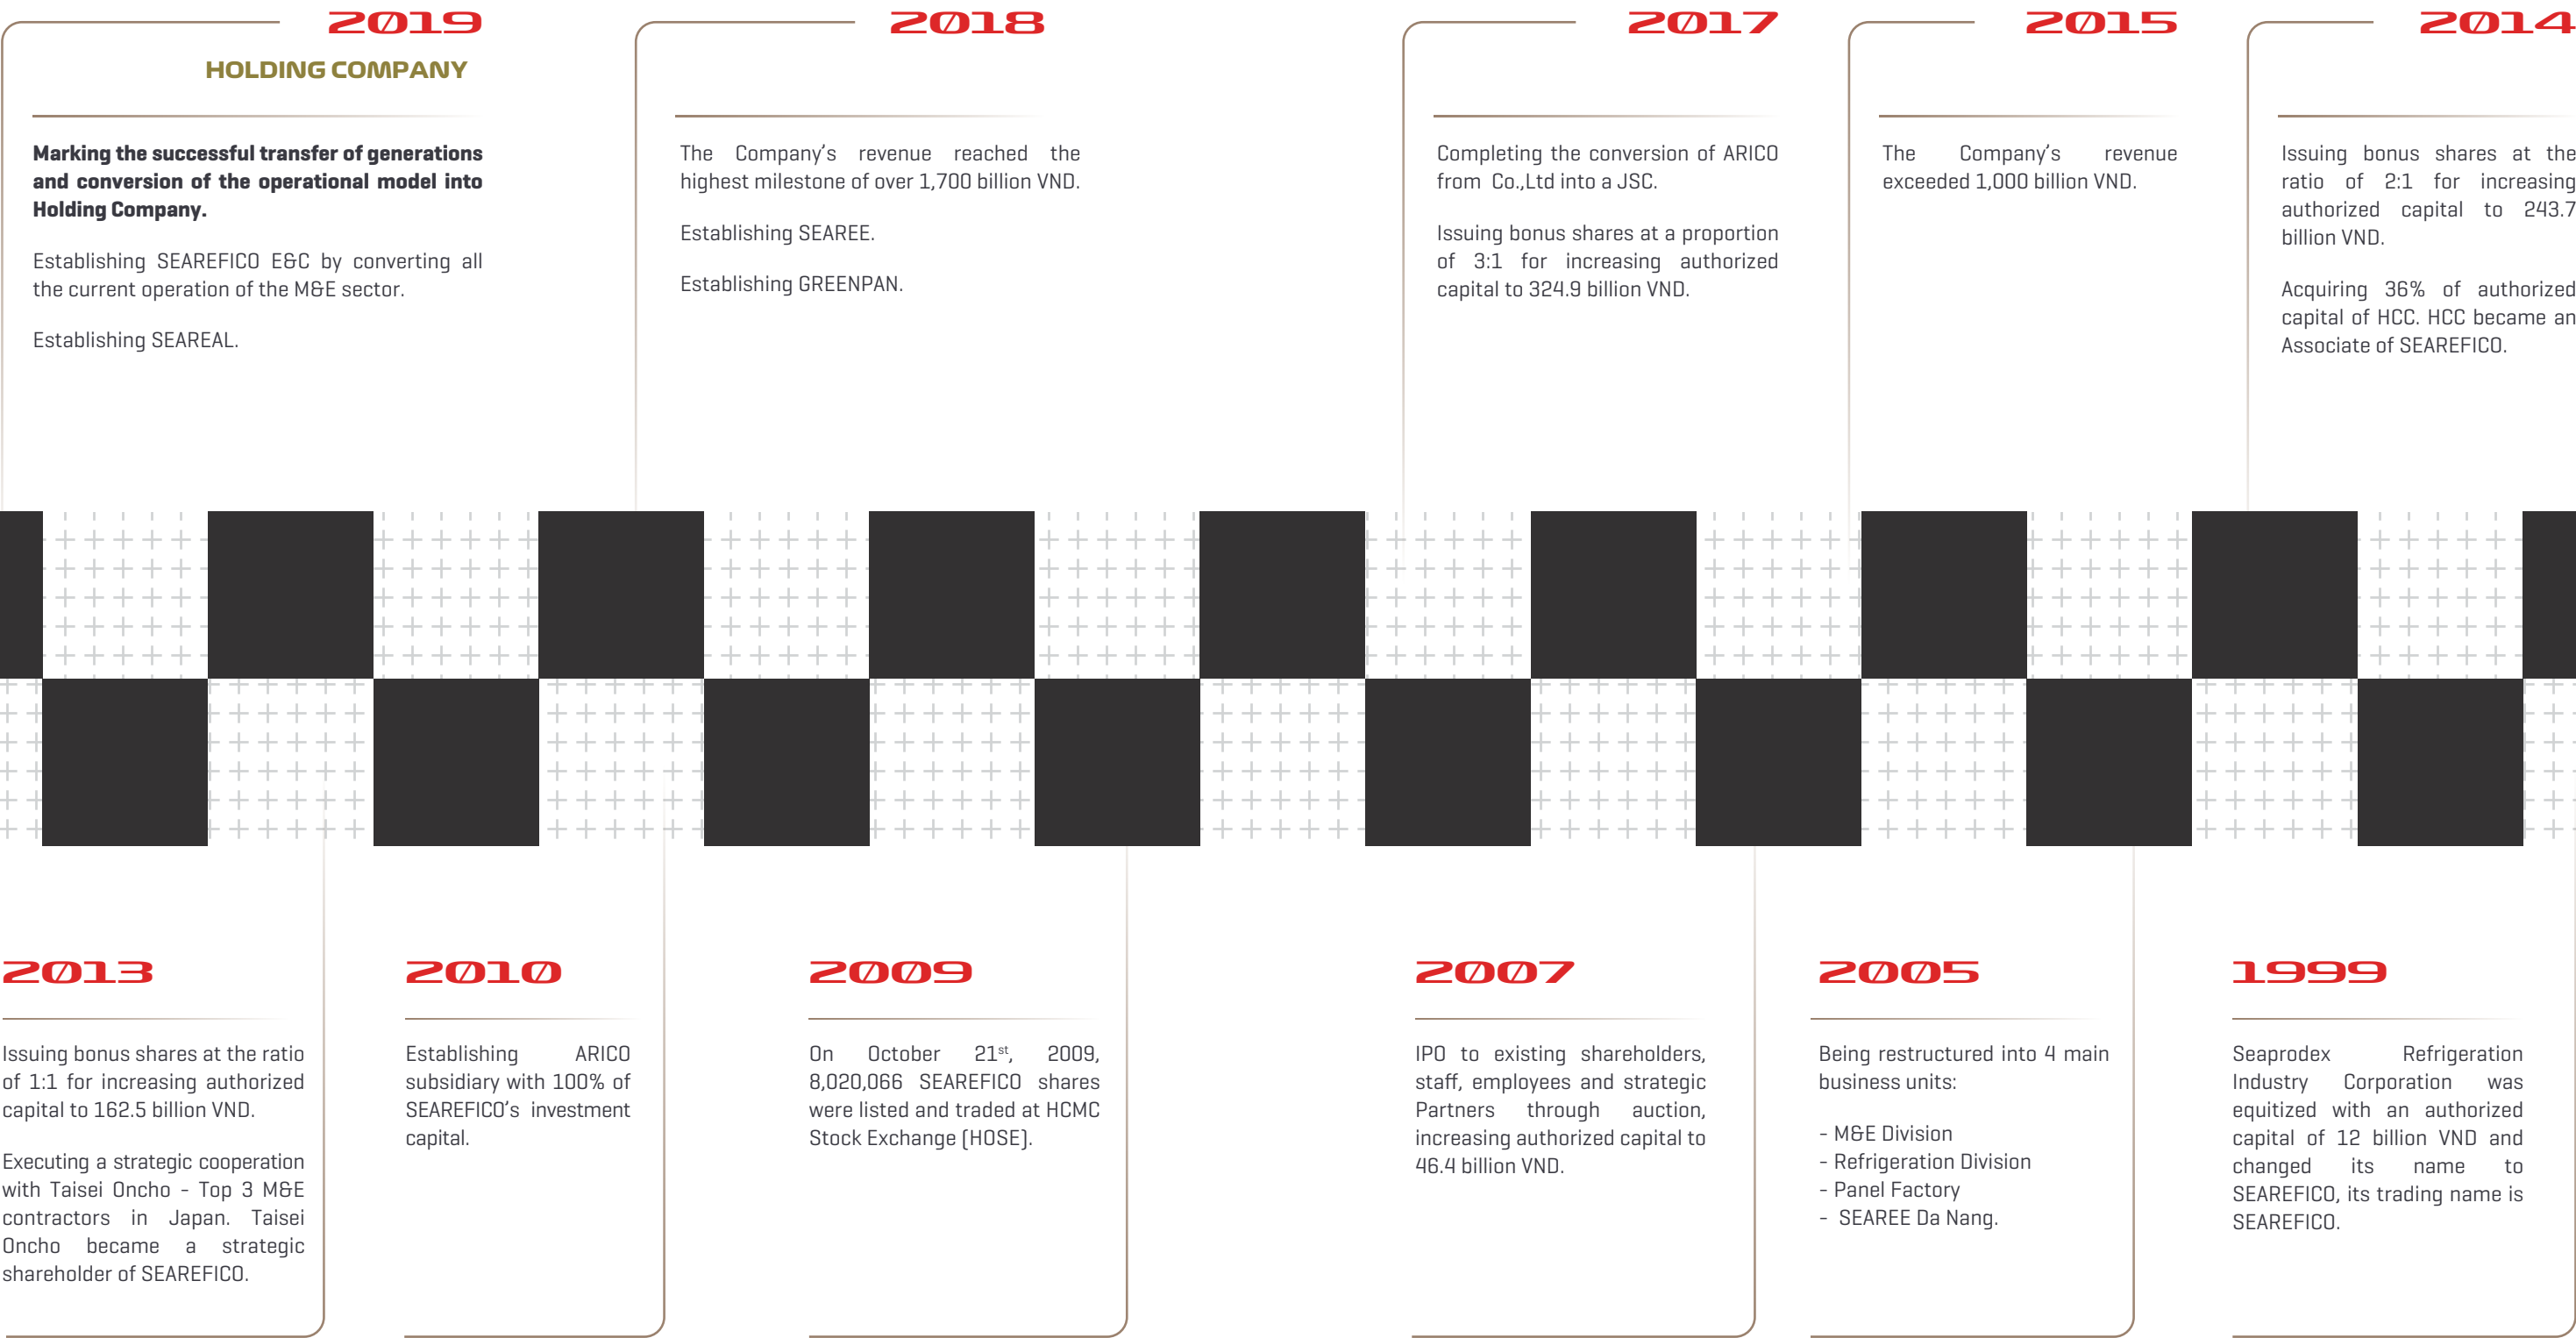 2019
HOLDING COMPANY
Marking the successful transfer of generations
and conversion of the operational model into
Holding Company.
Establishing SEAREFICO E&C by converting all
the current operation of the M&E sector.
Establishing SEAREAL.
2018
The Company's revenue reached the
highest milestone of over 1,700 billion VND.
Establishing SEAREE.
Establishing GREENPAN.
2017
Completing the conversion of ARICO
from Co.,Ltd into a JSC.
Issuing bonus shares at a proportion
of 3:1 for increasing authorized
capital to 324.9 billion VND.
2015
The Company's revenue
exceeded 1,000 billion VND.
2014
Issuing bonus shares at the
ratio of 2:1 for increasing
authorized capital to 243.7
billion VND.
Acquiring 36% of authorized
capital of HCC. HCC became an
Associate of SEAREFICO.
2013
Issuing bonus shares at the ratio
of 1:1 for increasing authorized
capital to 162.5 billion VND.
Executing a strategic cooperation
with Taisei Oncho - Top 3 M&E
contractors in Japan. Taisei
Oncho became a strategic
shareholder of SEAREFICO.
2010
Establishing ARICO
subsidiary with 100% of
SEAREFICO's investment
capital.
2009
On October 21st, 2009,
8,020,066 SEAREFICO shares
were listed and traded at HCMC
Stock Exchange (HOSE).
2007
IPO to existing shareholders,
staff, employees and strategic
Partners through auction,
increasing authorized capital to
46.4 billion VND.
2005
Being restructured into 4 main
business units:
- M&E Division
- Refrigeration Division
- Panel Factory
- SEAREE Da Nang.
1999
Seaprodex Refrigeration
Industry Corporation was
equitized with an authorized
capital of 12 billion VND and
changed its name to
SEAREFICO, its trading name is
SEAREFICO.